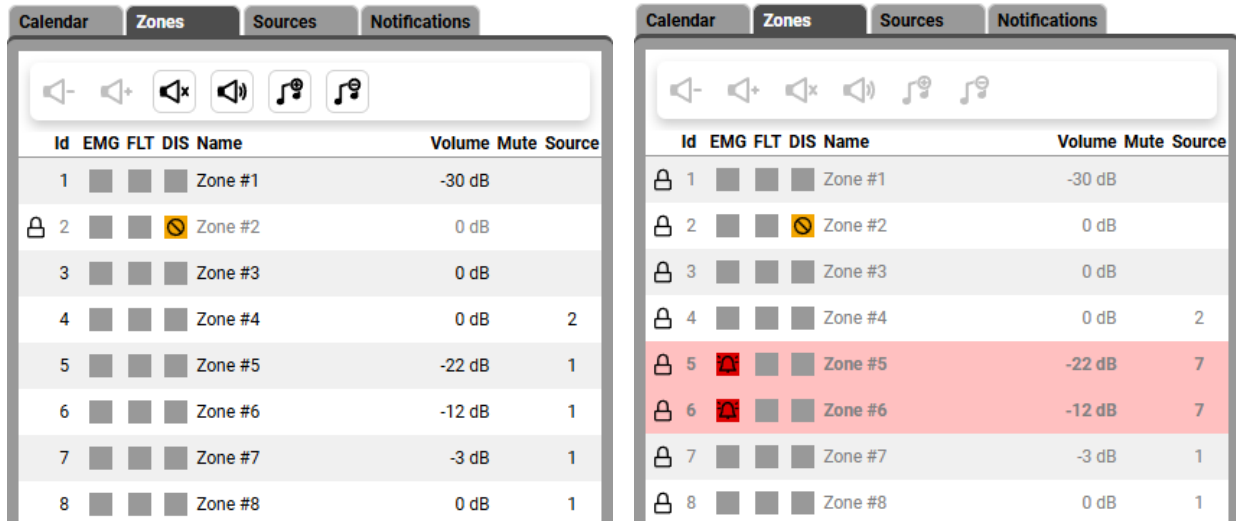 Calendar Zones Sources Notifications
Id EMG FLT DIS Name Volume Mute Source
1 Zone #1 -30 dB
2 Zone #2 0 dB
3 Zone #3 0 dB
4 Zone #4 0 dB 2
5 Zone #5 -22 dB 1
6 Zone #6 -12 dB 1
7 Zone #7 -3 dB 1
8 Zone #8 0 dB 1
Calendar Zones Sources Notifications
Id EMG FLT DIS Name Volume Mute Source
1 Zone #1 -30 dB
2 Zone #2 0 dB
3 Zone #3 0 dB
4 Zone #4 0 dB 2
5 Zone #5 -22 dB 7
6 Zone #6 -12 dB 7
7 Zone #7 -3 dB 1
8 Zone #8 0 dB 1